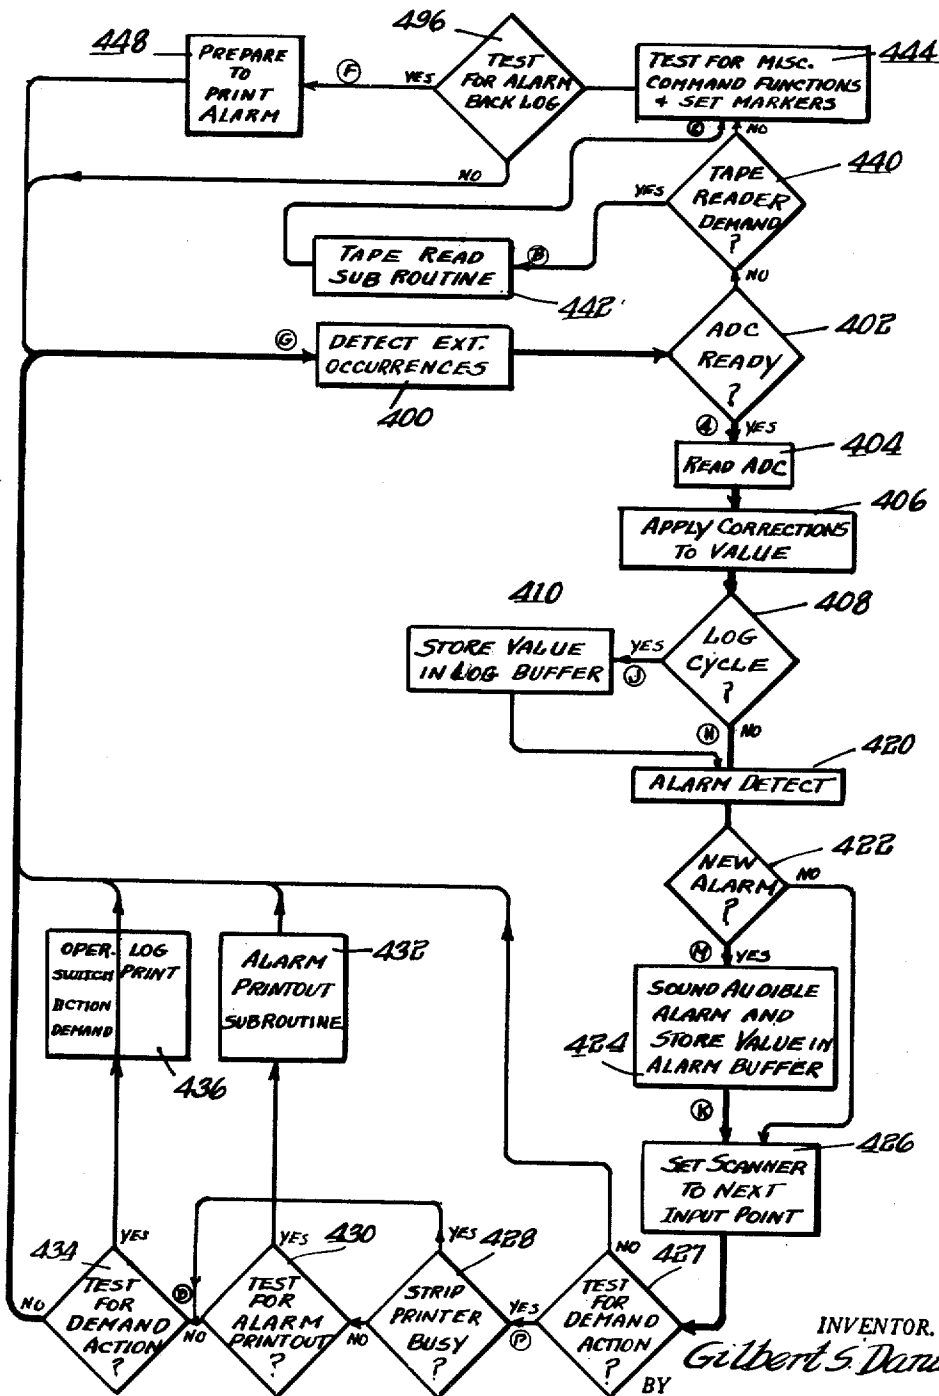 448
PREPARE
TO
PRINT
ALARM
F
YES
496
TEST
FOR ALARM
BACK LOG
NO
444
TEST FOR MISC.
COMMAND FUNCTIONS
& SET MARKERS
C
NO
440
TAPE
READER
DEMAND
?
YES
B
TAPE READ
SUB ROUTINE
442
NO
G
DETECT EXT.
OCCURRENCES
400
402
ADC
READY
?
A
YES
404
READ ADC
406
APPLY CORRECTIONS
TO VALUE
408
LOG
CYCLE
?
YES
J
410
STORE VALUE
IN LOG BUFFER
H
NO
420
ALARM DETECT
422
NEW
ALARM
?
NO
M
YES
SOUND AUDIBLE
ALARM AND
STORE VALUE IN
ALARM BUFFER
424
K
426
SET SCANNER
TO NEXT
INPUT POINT
OPER.
SWITCH
ACTION
DEMAND
LOG
PRINT
436
432
ALARM
PRINTOUT
SUBROUTINE
434
YES
TEST
FOR
DEMAND
ACTION
?
NO
D
NO
YES
430
TEST
FOR
ALARM
PRINTOUT
?
NO
YES
428
STRIP
PRINTER
BUSY
?
YES
P
NO
427
TEST
FOR
DEMAND
ACTION
?
INVENTOR.
Gilbert S.
BY